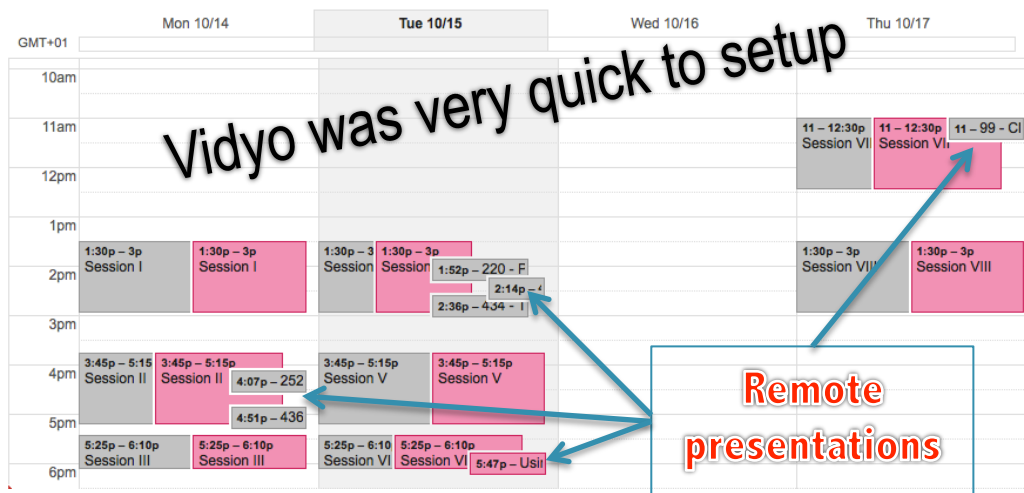 Mon 10/14
Tue 10/15
Wed 10/16
Thu 10/17
GMT+01
Vidyo was very quick to setup
10am
11am
12pm
1pm
2pm
3pm
4pm
5pm
6pm
1:30p – 3p
Session I
1:30p – 3p
Session I
3:45p – 5:15
Session II
3:45p – 5:15p
Session II
4:07p – 252
4:51p – 436
5:25p – 6:10p
Session III
5:25p – 6:10p
Session III
1:30p – 3
Session
1:30p – 3p
Session
1:52p – 220 - F
2:14p –
2:36p – 434 -
3:45p – 5:15p
Session V
3:45p – 5:15p
Session V
5:25p – 6:10
Session VI
5:25p – 6:10p
Session VI
5:47p – Usin
11 – 12:30p
Session VII
11 – 12:30p
Session VII
11 – 99 - Cl
1:30p – 3p
Session VIII
1:30p – 3p
Session VIII
Remote
presentations